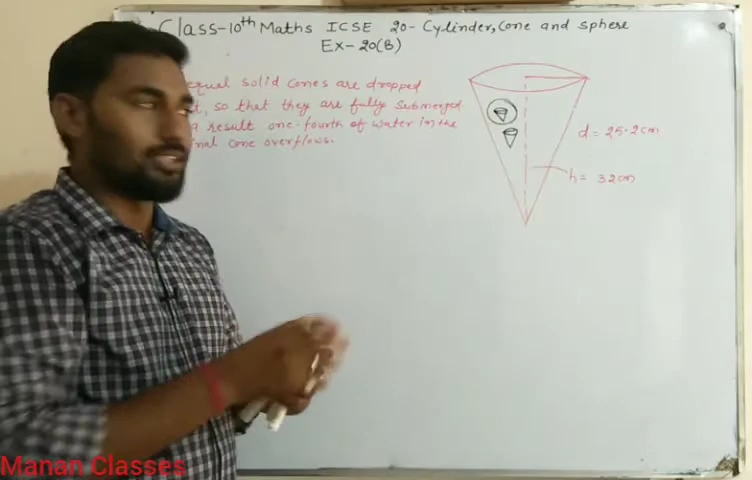 Class-10th Maths ICSE 20- Cylinder, Cone and sphere
Ex- 20(B)
equal solid cones are dropped
t, so that they are fully submerged
a result one-fourth of water in the
nal cone overflows.
d = 25.2cm
h = 32cm
Manan Classes